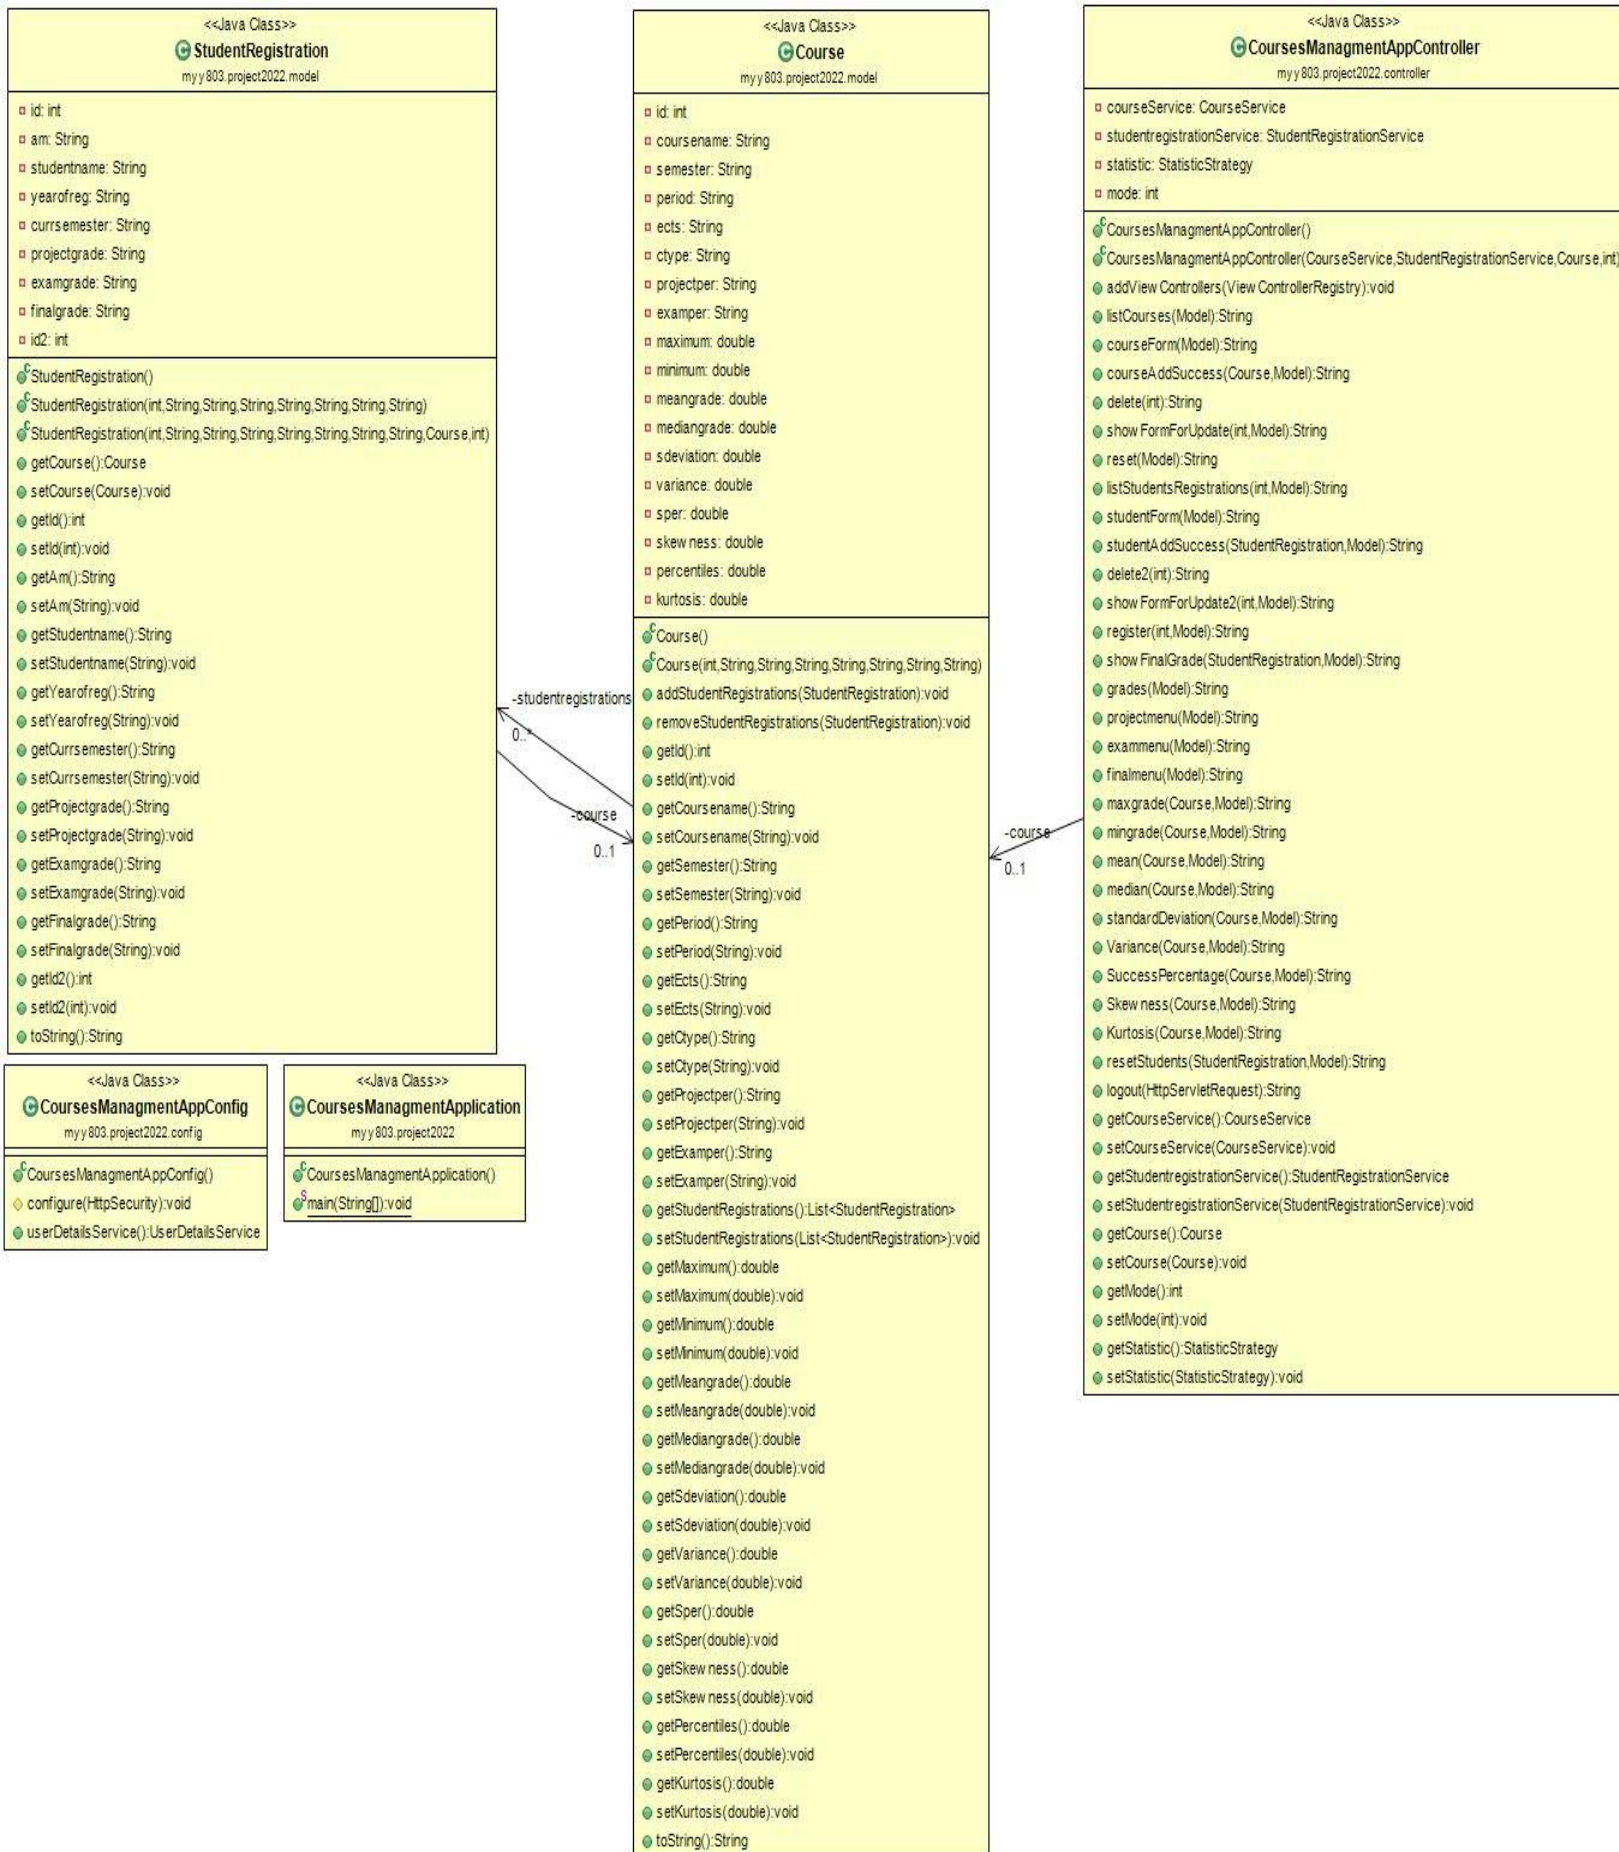 <<Java Class>>
StudentRegistration
myy803.project2022.model
id: int
am: String
studentname: String
yearofreg: String
currsemester: String
projectgrade: String
examgrade: String
finalgrade: String
id2: int
StudentRegistration()
StudentRegistration(int,String,String,String,String,String,String,String)
StudentRegistration(int,String,String,String,String,String,String,String,Course,int)
getCourse():Course
setCourse(Course):void
getId():int
setId(int):void
getAm():String
setAm(String):void
getStudentname():String
setStudentname(String):void
getYearofreg():String
setYearofreg(String):void
getCurrsemester():String
setCurrsemester(String):void
getProjectgrade():String
setProjectgrade(String):void
getExamgrade():String
setExamgrade(String):void
getFinalgrade():String
setFinalgrade(String):void
getId2():int
setId2(int):void
toString():String
<<Java Class>>
CoursesManagmentAppConfig
myy803.project2022.config
CoursesManagmentAppConfig()
configure(HttpSecurity):void
userDetailsService():UserDetailsService
<<Java Class>>
CoursesManagmentApplication
myy803.project2022
CoursesManagmentApplication()
main(String[]):void
-studentregistrations
0..*
-course
0..1
<<Java Class>>
Course
myy803.project2022.model
id: int
coursename: String
semester: String
period: String
ects: String
ctype: String
projectper: String
examper: String
maximum: double
minimum: double
meangrade: double
mediangrade: double
sdeviation: double
variance: double
sper: double
skewness: double
percentiles: double
kurtosis: double
Course()
Course(int,String,String,String,String,String,String,String)
addStudentRegistrations(StudentRegistration):void
removeStudentRegistrations(StudentRegistration):void
getId():int
setId(int):void
getCoursename():String
setCoursename(String):void
getSemester():String
setSemester(String):void
getPeriod():String
setPeriod(String):void
getEcts():String
setEcts(String):void
getCtype():String
setCtype(String):void
getProjectper():String
setProjectper(String):void
getExamper():String
setExamper(String):void
getStudentRegistrations():List<StudentRegistration>
setStudentRegistrations(List<StudentRegistration>):void
getMaximum():double
setMaximum(double):void
getMinimum():double
setMinimum(double):void
getMeangrade():double
setMeangrade(double):void
getMediangrade():double
setMediangrade(double):void
getSdeviation():double
setSdeviation(double):void
getVariance():double
setVariance(double):void
getSper():double
setSper(double):void
getSkewness():double
setSkewness(double):void
getPercentiles():double
setPercentiles(double):void
getKurtosis():double
setKurtosis(double):void
toString():String
-course
0..1
<<Java Class>>
CoursesManagmentAppController
myy803.project2022.controller
courseService: CourseService
studentregistrationService: StudentRegistrationService
statistic: StatisticStrategy
mode: int
CoursesManagmentAppController()
CoursesManagmentAppController(CourseService,StudentRegistrationService,Course,int)
addViewControllers(ViewControllerRegistry):void
listCourses(Model):String
courseForm(Model):String
courseAddSuccess(Course,Model):String
delete(int):String
showFormForUpdate(int,Model):String
reset(Model):String
listStudentsRegistrations(int,Model):String
studentForm(Model):String
studentAddSuccess(StudentRegistration,Model):String
delete2(int):String
showFormForUpdate2(int,Model):String
register(int,Model):String
showFinalGrade(StudentRegistration,Model):String
grades(Model):String
projectmenu(Model):String
exammenu(Model):String
finalmenu(Model):String
maxgrade(Course,Model):String
mingrade(Course,Model):String
mean(Course,Model):String
median(Course,Model):String
standardDeviation(Course,Model):String
Variance(Course,Model):String
SuccessPercentage(Course,Model):String
Skewness(Course,Model):String
Kurtosis(Course,Model):String
resetStudents(StudentRegistration,Model):String
logout(HttpServletRequest):String
getCourseService():CourseService
setCourseService(CourseService):void
getStudentregistrationService():StudentRegistrationService
setStudentregistrationService(StudentRegistrationService):void
getCourse():Course
setCourse(Course):void
getMode():int
setMode(int):void
getStatistic():StatisticStrategy
setStatistic(StatisticStrategy):void